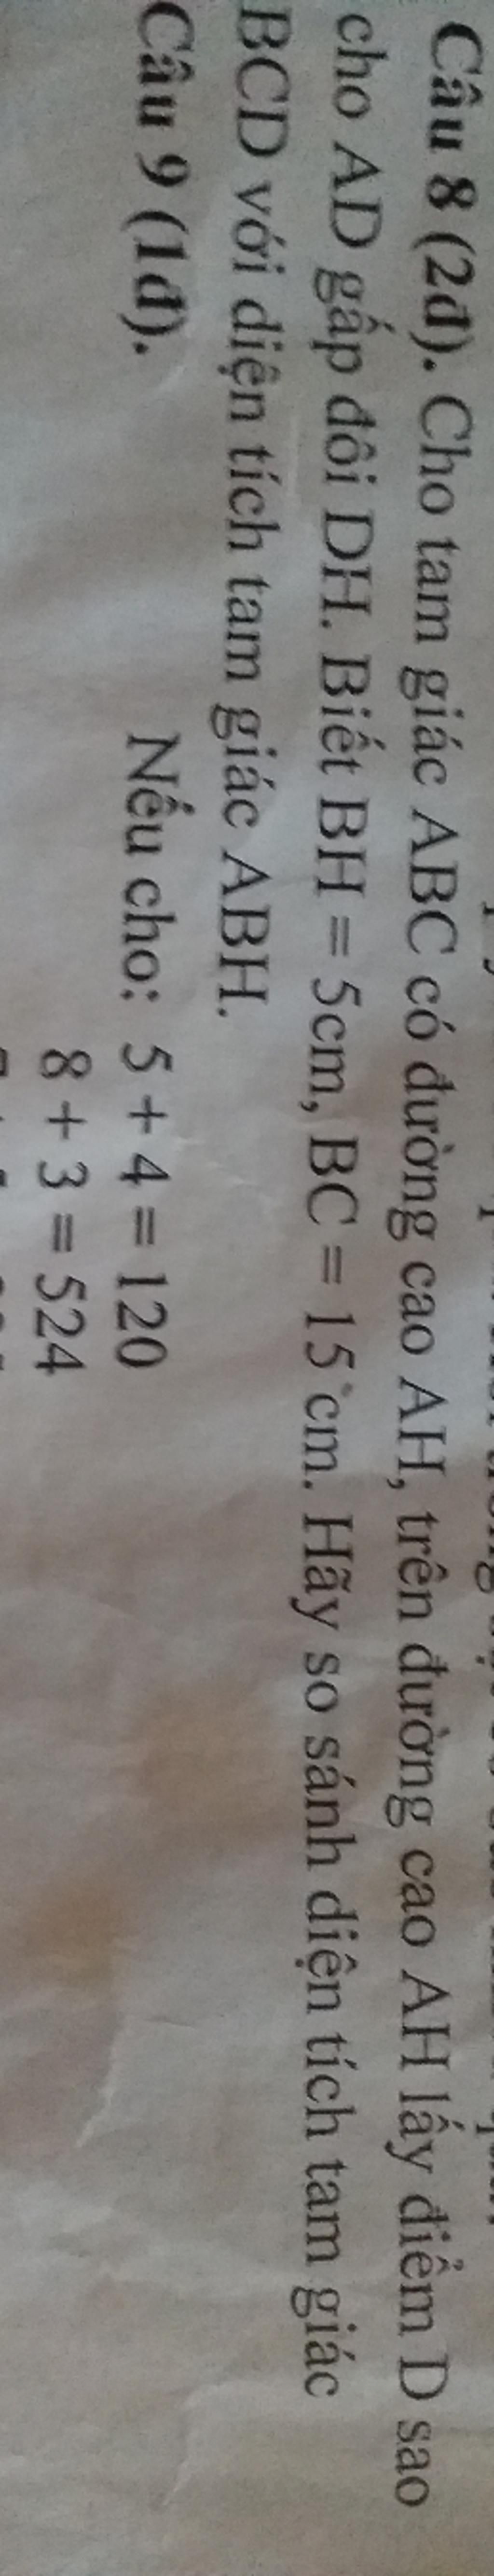 Câu 8 (2đ). Cho tam giác ABC có đường cao AH, trên đường cao AH lấy điểm D sao
cho AD gấp đôi DH. Biết BH = 5cm, BC = 15 cm. Hãy so sánh diện tích tam giác
BCD với diện tích tam giác ABH.
Câu 9 (1đ). Nếu cho: 5 + 4 = 120
8 + 3 = 524